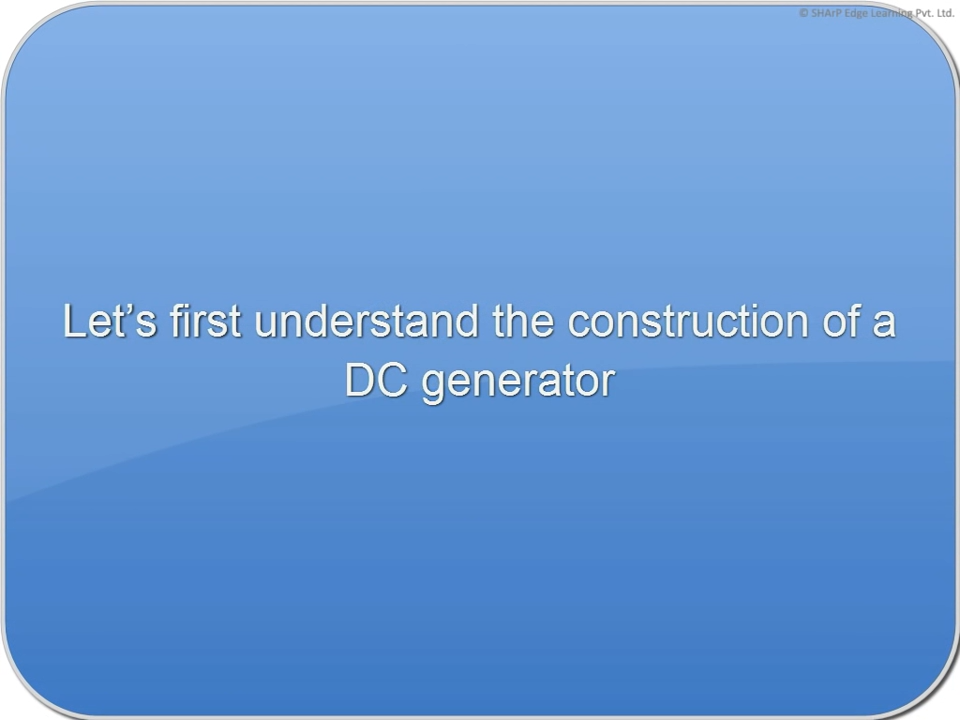 © SHArP Edge Learning Pvt. Ltd.
Let’s first understand the construction of a
DC generator